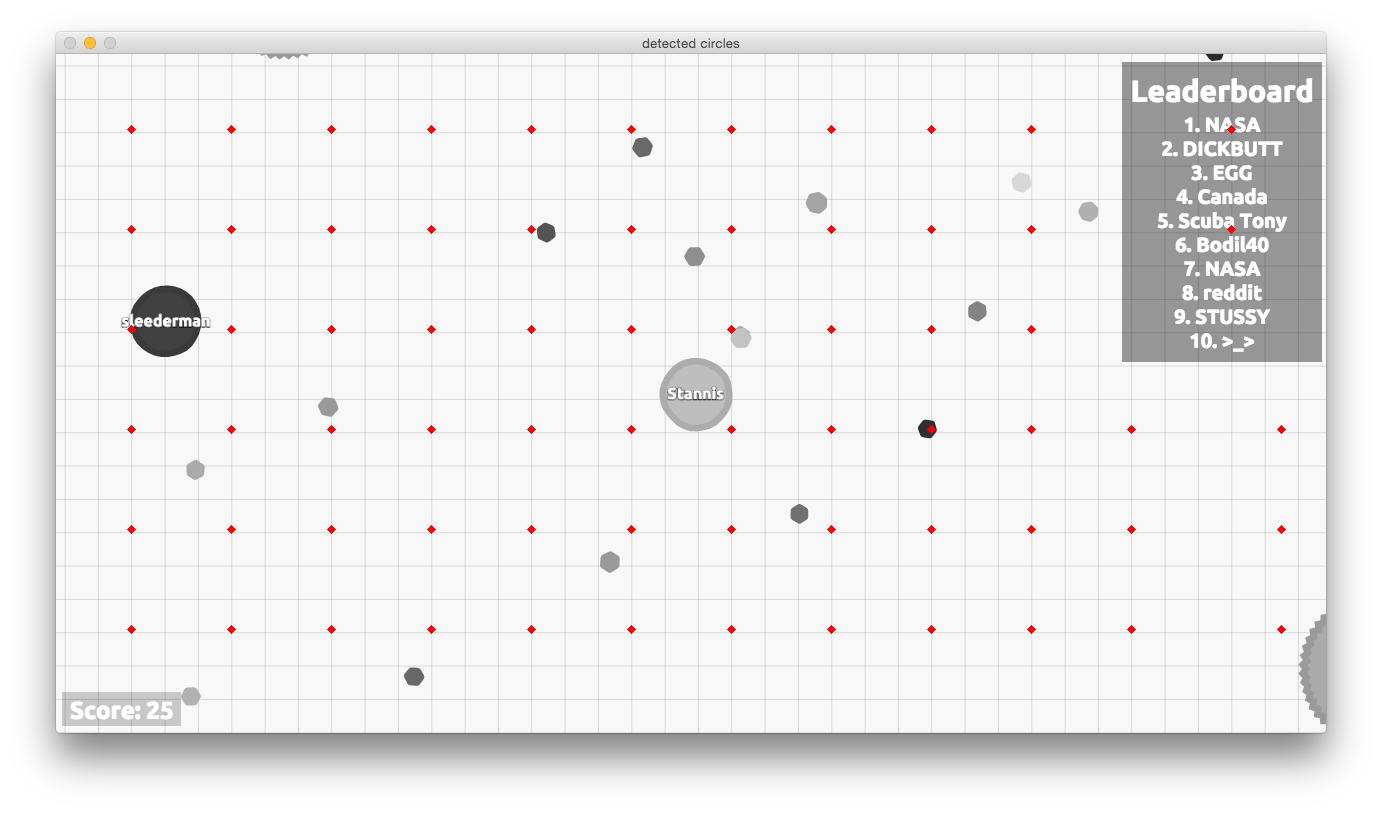 detected circles
Leaderboard
1. NASA
2. DICKBUTT
3. EGG
4. Canada
5. Scuba Tony
6. Bodil40
7. NASA
8. reddit
9. STUSSY
10. >_>
sleederman
Stannis
Score: 25